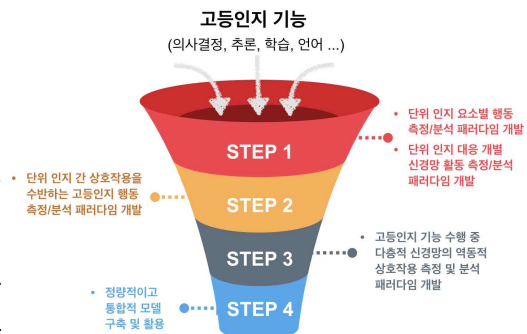 고등인지 기능
(의사결정, 추론, 학습, 언어 ...)
STEP 1
• 단위 인지 요소별 행동
측정/분석 패러다임 개발
• 단위 인지 대응 개별
신경망 활동 측정/분석
패러다임 개발
STEP 2
• 단위 인지 간 상호작용을
수반하는 고등인지 행동
측정/분석 패러다임 개발
STEP 3
• 고등인지 기능 수행 중
다층적 신경망의 역동적
상호작용 측정 및 분석
패러다임 개발
STEP 4
• 정량적이고
통합적 모델
구축 및 활용